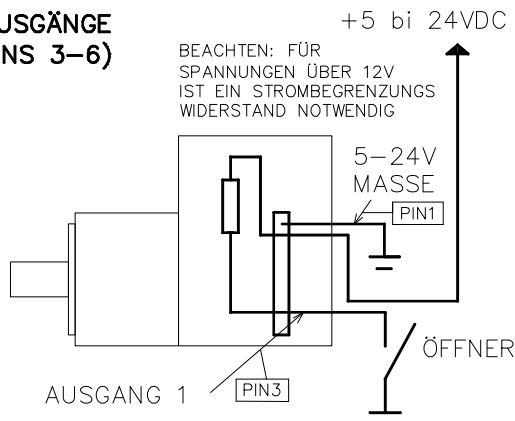 USGÄNGE
NS 3-6)
+5 bi 24VDC
BEACHTEN: FÜR
SPANNUNGEN ÜBER 12V
IST EIN STROMBEGRENZUNGS
WIDERSTAND NOTWENDIG
5-24V
MASSE
PIN1
ÖFFNER
AUSGANG 1
PIN3